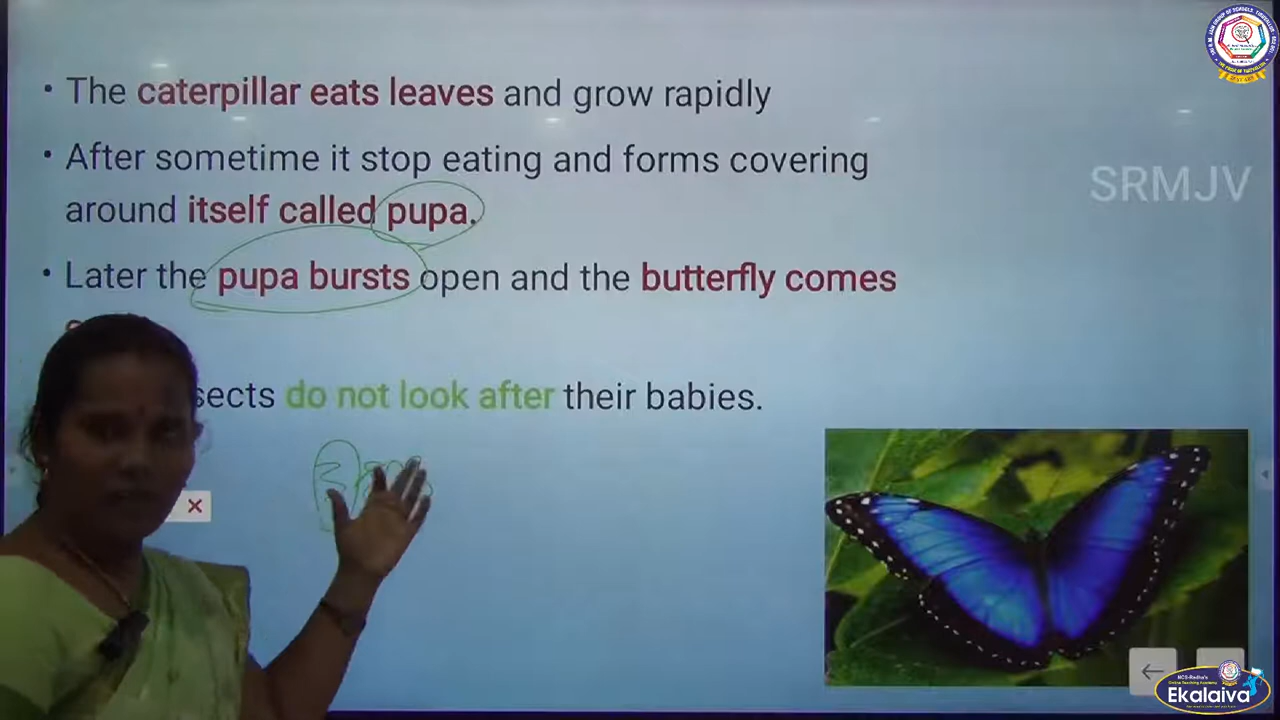 • The caterpillar eats leaves and grow rapidly
• After sometime it stop eating and forms covering
around itself called pupa.
• Later the pupa bursts open and the butterfly comes
sects do not look after their babies.
SRMJV
Ekalaiva